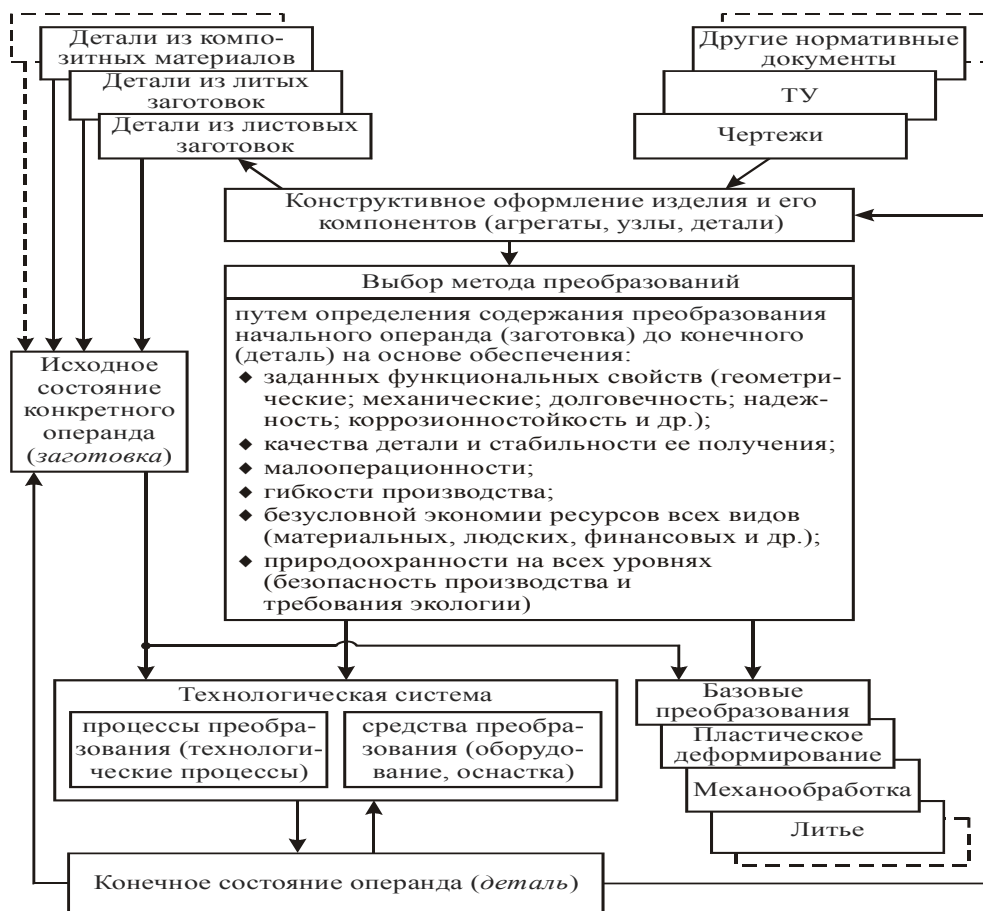 Детали из компо-
зитных материалов
Детали из литых
заготовок
Детали из листовых
заготовок
Другие нормативные
документы
ТУ
Чертежи
Конструктивное оформление изделия и его
компонентов (агрегаты, узлы, детали)
Выбор метода преобразований
путем определения содержания преобразования
начального операнда (заготовка) до конечного
(деталь) на основе обеспечения:
◆ заданных функциональных свойств (геометри-
ческие; механические; долговечность; надеж-
ность; коррозионностойкость и др.);
◆ качества детали и стабильности ее получения;
◆ малооперационности;
◆ гибкости производства;
◆ безусловной экономии ресурсов всех видов
(материальных, людских, финансовых и др.);
◆ природоохранности на всех уровнях
(безопасность производства и
требования экологии)
Исходное
состояние
конкретного
операнда
(заготовка)
Технологическая система
процессы преобра-
зования (технологи-
ческие процессы)
средства преобра-
зования (оборудо-
вание, оснастка)
Базовые
преобразования
Пластическое
деформирование
Механообработка
Литье
Конечное состояние операнда (деталь)